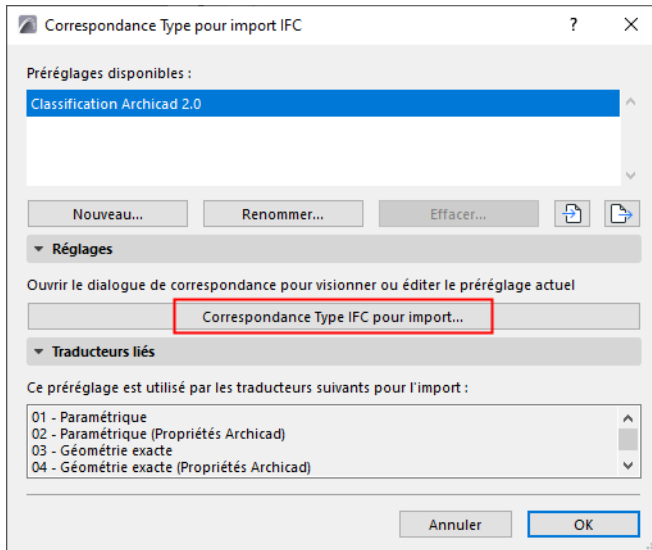 Correspondance Type pour import IFC
?
Préréglages disponibles :
Classification Archicad 2.0
Nouveau...
Renommer...
Effacer...
Réglages
Ouvrir le dialogue de correspondance pour visionner ou éditer le préréglage actuel
Correspondance Type IFC pour import...
Traducteurs liés
Ce préréglage est utilisé par les traducteurs suivants pour l'import :
01 - Paramétrique
02 - Paramétrique (Propriétés Archicad)
03 - Géométrie exacte
04 - Géométrie exacte (Propriétés Archicad)
Annuler
OK